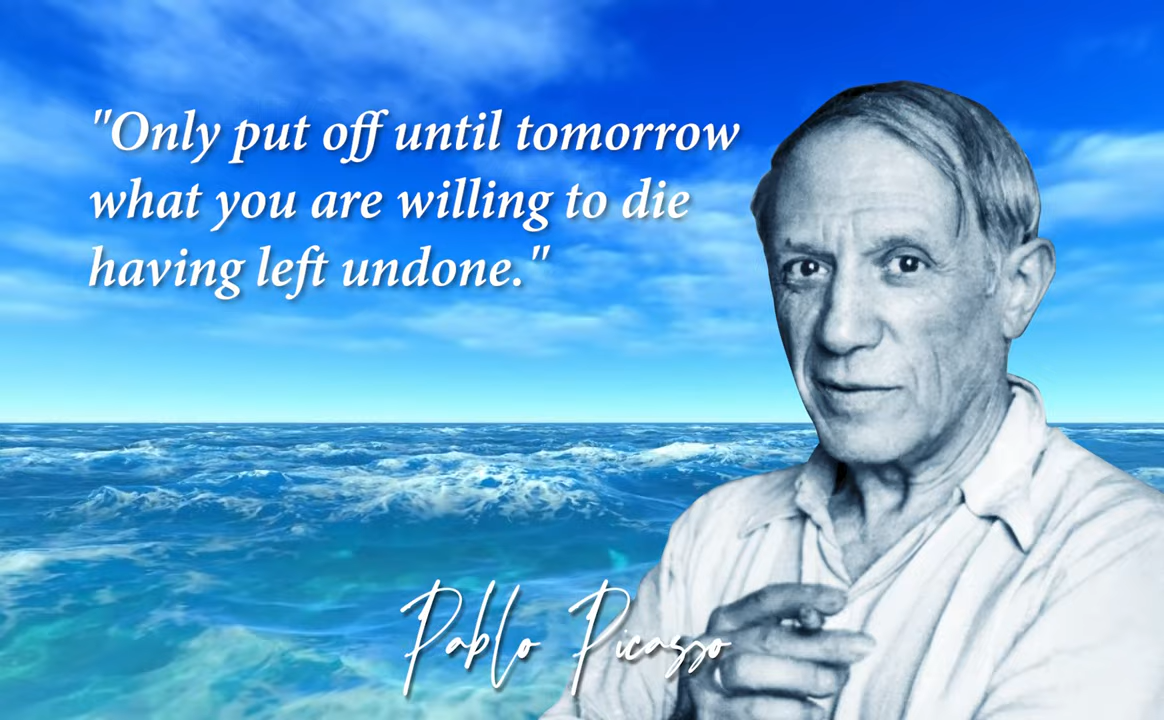 "Only put off until tomorrow
what you are willing to die
having left undone."
Pablo Picasso